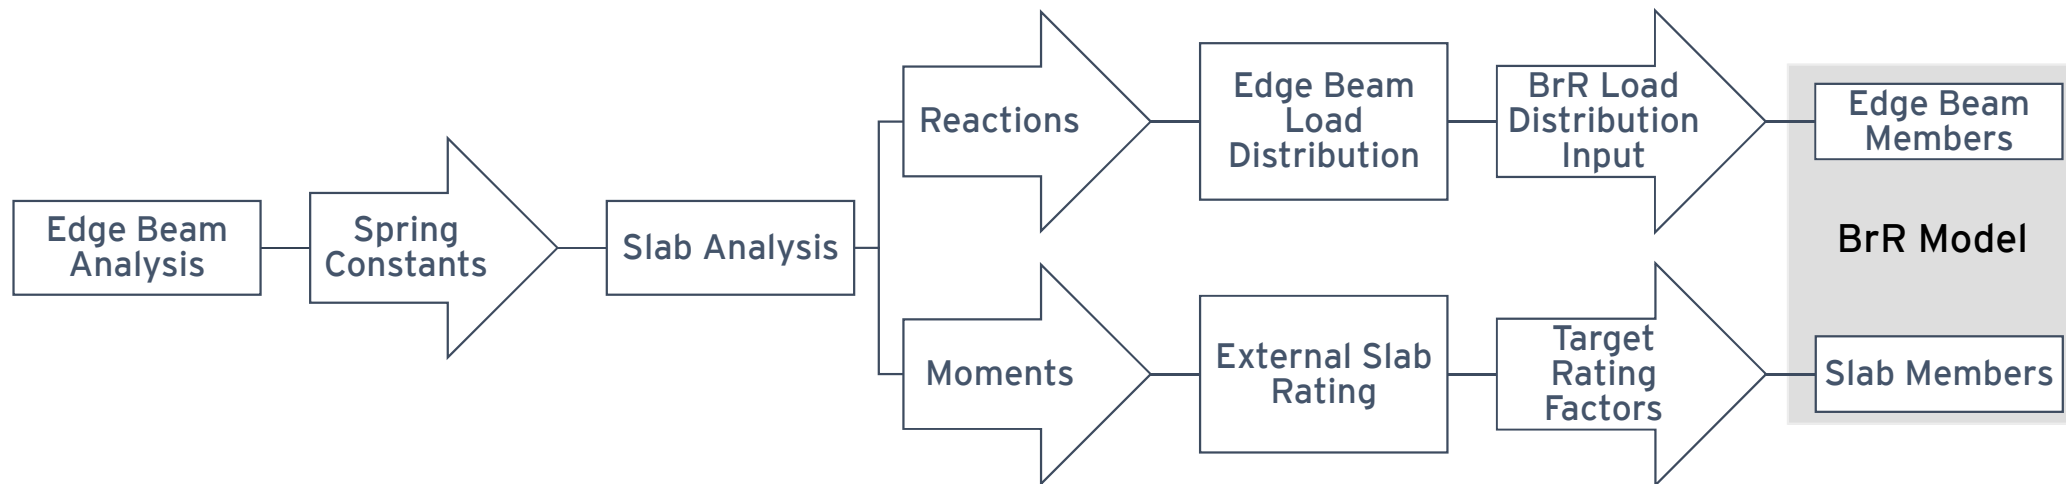 Edge Beam
Analysis
Spring
Constants
Slab Analysis
Reactions
Edge Beam
Load
Distribution
BrR Load
Distribution
Input
Edge Beam
Members
BrR Model
Moments
External Slab
Rating
Target
Rating
Factors
Slab Members